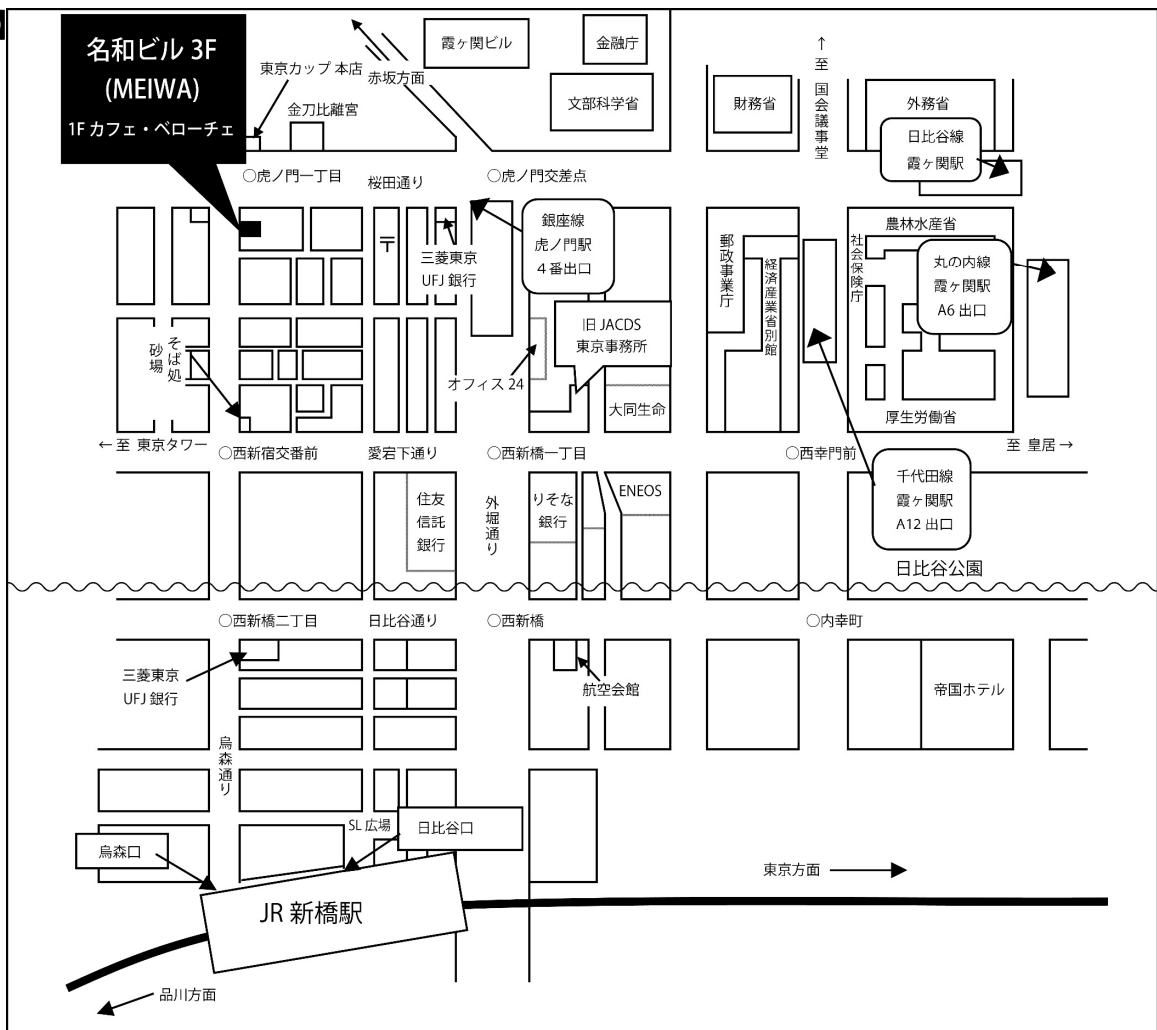 名和ビル 3F
(MEIWA)
1F カフェ・ベローチェ
東京カップ 本店
赤坂方面
金刀比離宮
霞ヶ関ビル
金融庁
文部科学省
財務省
↑至 国会議事堂
外務省
日比谷線
霞ヶ関駅
○虎ノ門一丁目
桜田通り
○虎ノ門交差点
〒
三菱東京
UFJ 銀行
銀座線
虎ノ門駅
4番出口
郵政事業庁
経済産業省別館
社会保険庁
農林水産省
丸の内線
霞ヶ関駅
A6 出口
旧 JACDS
東京事務所
そば処
砂場
オフィス 24
大同生命
厚生労働省
← 至 東京タワー
○西新宿交番前
愛宕下通り
○西新橋一丁目
○西幸門前
至 皇居 →
住友
信託
銀行
外堀通り
りそな
銀行
ENEOS
千代田線
霞ヶ関駅
A12 出口
日比谷公園
○西新橋二丁目
日比谷通り
○西新橋
○内幸町
三菱東京
UFJ 銀行
航空会館
帝国ホテル
烏森通り
SL 広場
日比谷口
烏森口
JR 新橋駅
東京方面
品川方面